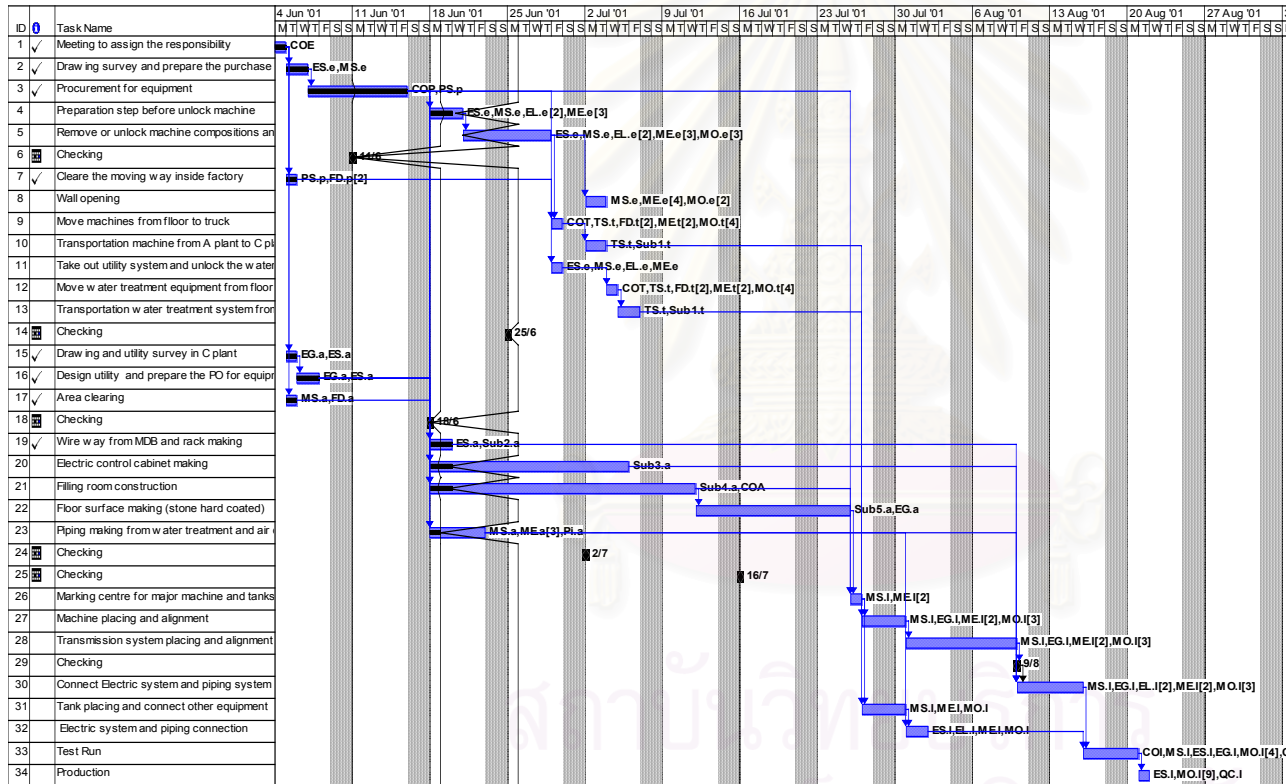 4 Jun '01 11 Jun '01 18 Jun '01 25 Jun '01 2 Jul '01 9 Jul '01 16 Jul '01 23 Jul '01 30 Jul '01 6 Aug '01 13 Aug '01 20 Aug '01 27 Aug '01
ID Task Name M T W T F S S M T W T F S S M T W T F S S M T W T F S S M T W T F S S M T W T F S S M T W T F S S M T W T F S S M T W T F S S M T W T F S S M T W T F S S M T W T F S S M T W T F S S
1 Meeting to assign the responsibility COE
2 Drawing survey and prepare the purchase ES.e,MS.e
3 Procurement for equipment COP,PS.p
4 Preparation step before unlock machine ES.e,MS.e,EL.e[2],ME.e[3]
5 Remove or unlock machine compositions an ES.e,MS.e,EL.e[2],ME.e[3],MO.e[3]
6 Checking 11/6
7 Cleare the moving way inside factory PS.p,FD.p[2]
8 Wall opening MS.e,ME.e[4],MO.e[2]
9 Move machines from flloor to truck COT,TS.t,FD.t[2],ME.t[2],MO.t[4]
10 Transportation machine from A plant to C pl TS.t,Sub1.t
11 Take out utility system and unlock the water ES.e,MS.e,EL.e,ME.e
12 Move water treatment equipment from floor COT,TS.t,FD.t[2],ME.t[2],MO.t[4]
13 Transportation water treatment system from TS.t,Sub1.t
14 Checking 25/6
15 Drawing and utility survey in C plant EG.a,ES.a
16 Design utility and prepare the PO for equipr EG.a,ES.a
17 Area clearing MS.a,FD.a
18 Checking 18/6
19 Wire way from MDB and rack making ES.a,Sub2.a
20 Electric control cabinet making Sub3.a
21 Filling room construction Sub4.a,COA
22 Floor surface making (stone hard coated) Sub5.a,EG.a
23 Piping making from water treatment and air MS.a,ME.a[3],Pi.a
24 Checking 2/7
25 Checking 16/7
26 Marking centre for major machine and tanks MS.I,ME.I[2]
27 Machine placing and alignment MS.I,EG.I,ME.I[2],MO.I[3]
28 Transmission system placing and alignment MS.I,EG.I,ME.I[2],MO.I[3]
29 Checking 9/8
30 Connect Electric system and piping system MS.I,EG.I,EL.I[2],ME.I[2],MO.I[3]
31 Tank placing and connect other equipment MS.I,ME.I,MO.I
32 Electric system and piping connection ES.I,EL.I,ME.I,MO.I
33 Test Run COI,MS.I,ES.I,EG.I,MO.I[4],
34 Production ES.I,MO.I[9],QC.I
สถาบันวิทยบริการ